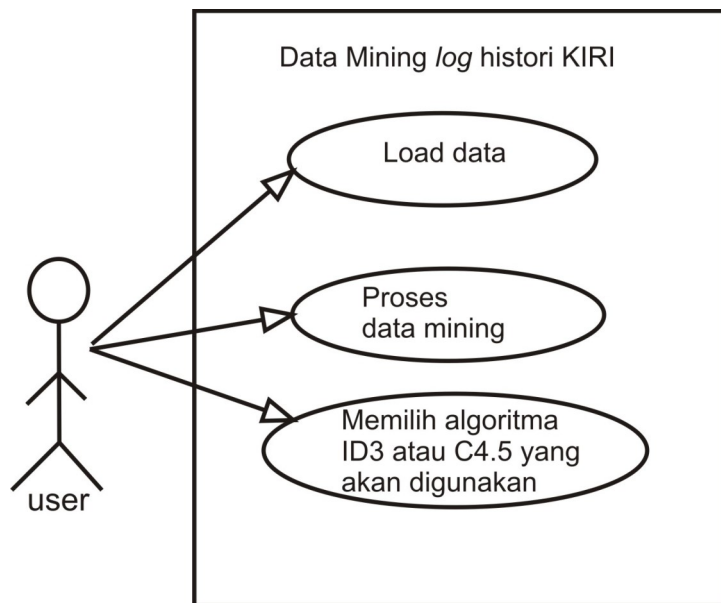 Data Mining log histori KIRI
Load data
Proses
data mining
Memilih algoritma
ID3 atau C4.5 yang
akan digunakan
user